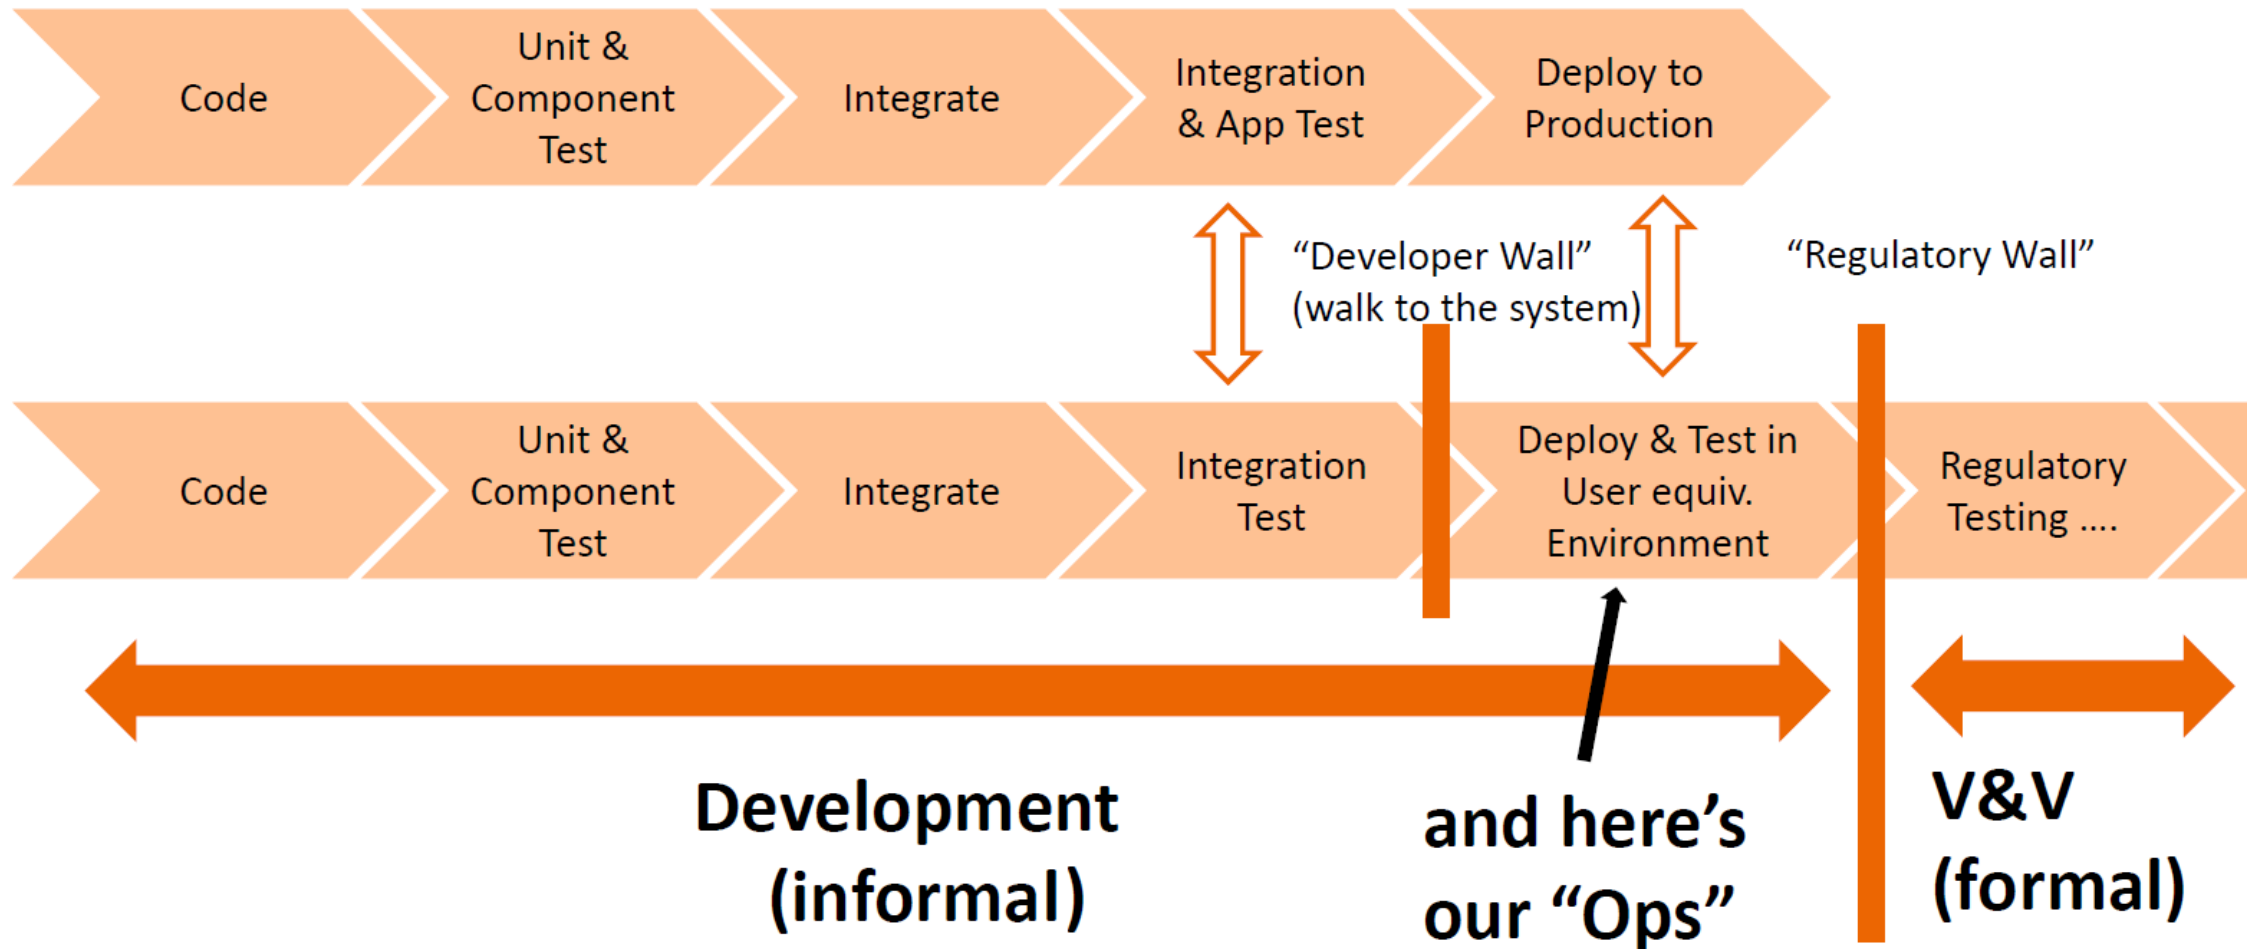 Code
Unit &
Component
Test
Integrate
Integration
& App Test
Deploy to
Production
“Developer Wall”
(walk to the system)
“Regulatory Wall”
Code
Unit &
Component
Test
Integrate
Integration
Test
Deploy & Test in
User equiv.
Environment
Regulatory
Testing ....
Development
(informal)
and here’s
our “Ops”
V&V
(formal)